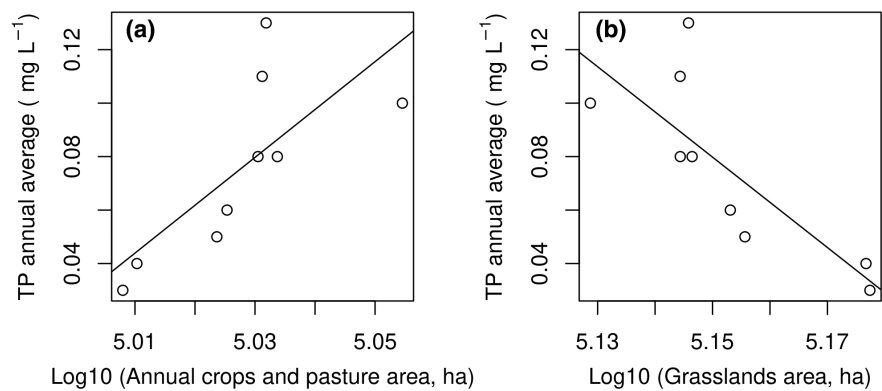 (a)
TP annual average ( mg L⁻¹)
0.12
0.08
0.04
5.01 5.03 5.05
Log10 (Annual crops and pasture area, ha)
(b)
TP annual average ( mg L⁻¹)
0.12
0.08
0.04
5.13 5.15 5.17
Log10 (Grasslands area, ha)